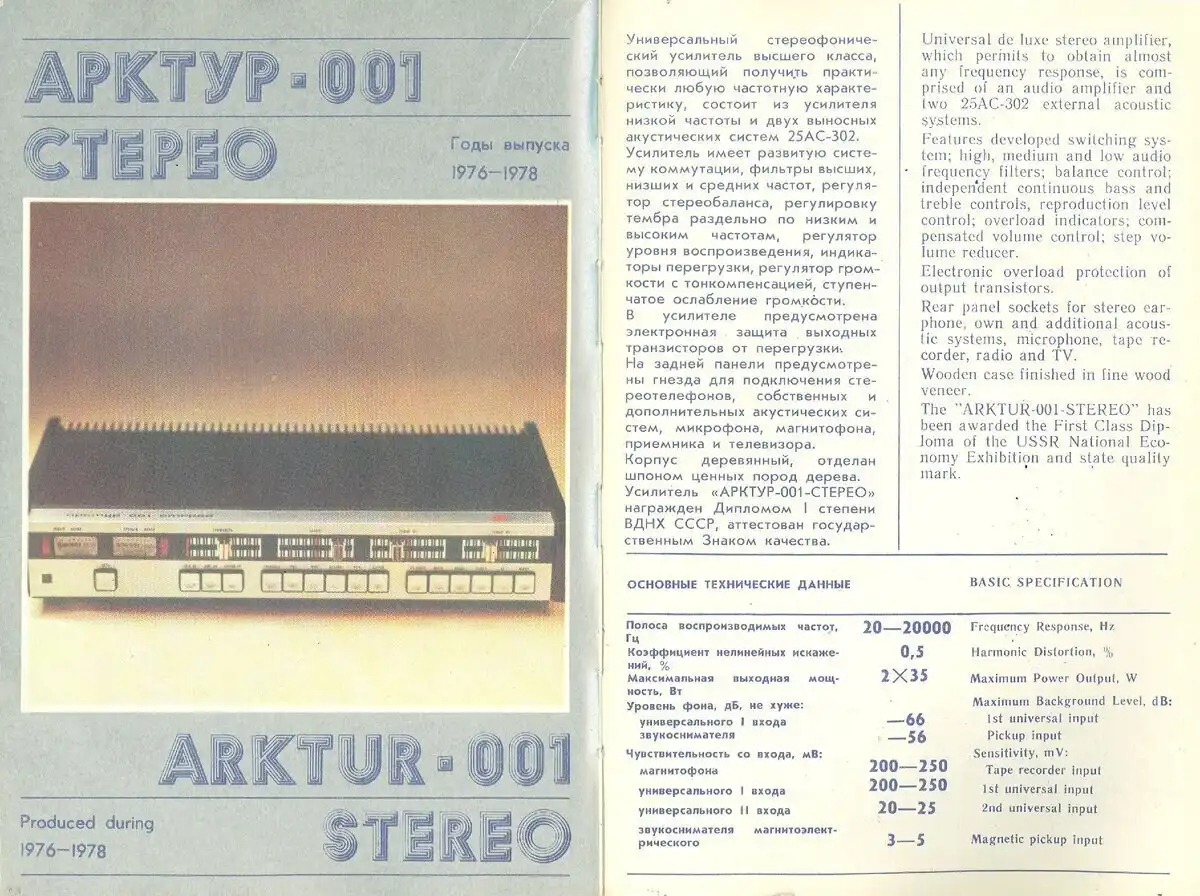 АРКТУР-001
СТЕРЕО
Годы выпуска
1976—1978
ARKTUR-001
STEREO
Produced during
1976—1978
Универсальный стереофониче-
ский усилитель высшего класса,
позволяющий получить практи-
чески любую частотную характе-
ристику, состоит из усилителя
низкой частоты и двух выносных
акустических систем 25АС-302.
Усилитель имеет развитую систе-
му коммутации, фильтры высших,
низших и средних частот, регуля-
тор стереобаланса, регулировку
тембра раздельно по низким и
высоким частотам, регулятор
уровня воспроизведения, индика-
торы перегрузки, регулятор гром-
кости с тонкомпенсацией, ступен-
чатое ослабление громкости.
В усилителе предусмотрена
электронная защита выходных
транзисторов от перегрузки.
На задней панели предусмотре-
ны гнезда для подключения сте-
реотелефонов, собственных и
дополнительных акустических си-
стем, микрофона, магнитофона,
приемника и телевизора.
Корпус деревянный, отделан
шпоном ценных пород дерева.
Усилитель «АРКТУР-001-СТЕРЕО»
награжден Дипломом I степени
ВДНХ СССР, аттестован государ-
ственным Знаком качества.
Universal de luxe stereo amplifier,
which permits to obtain almost
any frequency response, is com-
prised of an audio amplifier and
two 25AC-302 external acoustic
systems.
Features developed switching sys-
tem; high, medium and low audio
frequency filters; balance control;
independent continuous bass and
treble controls, reproduction level
control; overload indicators; com-
pensated volume control; step vo-
lume reducer.
Electronic overload protection of
output transistors.
Rear panel sockets for stereo ear-
phone, own and additional acous-
tic systems, microphone, tape re-
corder, radio and TV.
Wooden case finished in fine wood
veneer.
The "ARKTUR-001-STEREO" has
been awarded the First Class Dip-
loma of the USSR National Eco-
nomy Exhibition and state quality
mark.
ОСНОВНЫЕ ТЕХНИЧЕСКИЕ ДАННЫЕ BASIC SPECIFICATION
Полоса воспроизводимых частот, 20—20000 Frequency Response, Hz
Гц
Коэффициент нелинейных искаже- 0,5 Harmonic Distortion, %
ний, %
Максимальная выходная мощ- 2×35 Maximum Power Output, W
ность, Вт
Уровень фона, дБ, не хуже: Maximum Background Level, dB:
универсального I входа —66 1st universal input
звукоснимателя —56 Pickup input
Чувствительность со входа, мВ: Sensitivity, mV:
магнитофона 200—250 Tape recorder input
универсального I входа 200—250 1st universal input
универсального II входа 20—25 2nd universal input
звукоснимателя магнитоэлект- 3—5 Magnetic pickup input
рического